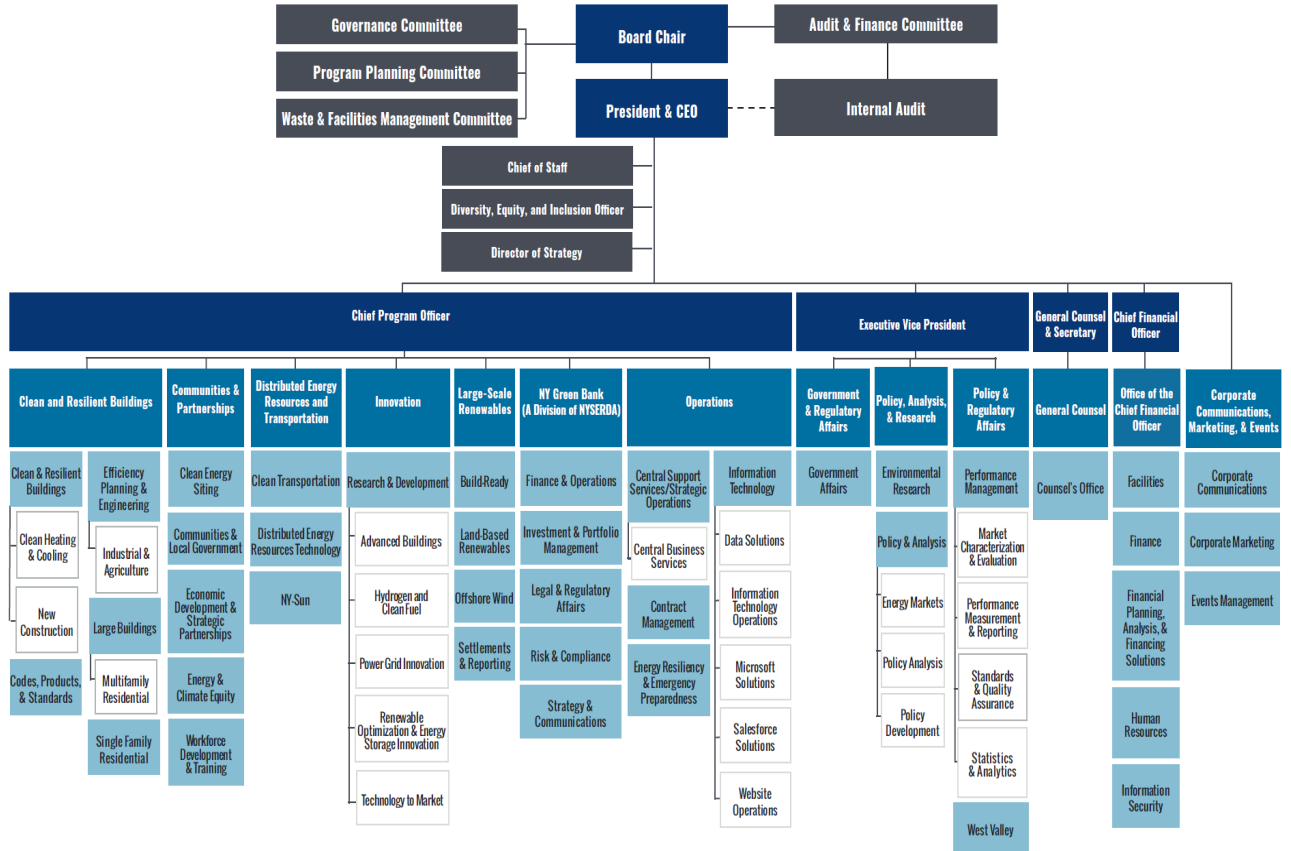 Governance Committee
Program Planning Committee
Waste & Facilities Management Committee
Board Chair
President & CEO
Audit & Finance Committee
Internal Audit
Chief of Staff
Diversity, Equity, and Inclusion Officer
Director of Strategy
Chief Program Officer
Executive Vice President
General Counsel
& Secretary
Chief Financial
Officer
Clean and Resilient Buildings
Clean & Resilient
Buildings
Clean Heating
& Cooling
New
Construction
Codes, Products,
& Standards
Efficiency
Planning &
Engineering
Industrial &
Agriculture
Large Buildings
Multifamily
Residential
Single Family
Residential
Communities &
Partnerships
Clean Energy
Siting
Communities &
Local Government
Economic
Development &
Strategic
Partnerships
Energy &
Climate Equity
Workforce
Development
& Training
Distributed Energy
Resources and
Transportation
Clean Transportation
Distributed Energy
Resources Technology
NY-Sun
Innovation
Research & Development
Advanced Buildings
Hydrogen and
Clean Fuel
Power Grid Innovation
Renewable
Optimization & Energy
Storage Innovation
Technology to Market
Large-Scale
Renewables
Build-Ready
Land-Based
Renewables
Offshore Wind
Settlements
& Reporting
NY Green Bank
(A Division of NYSERDA)
Finance & Operations
Investment & Portfolio
Management
Legal & Regulatory
Affairs
Risk & Compliance
Strategy &
Communications
Operations
Central Support
Services/Strategic
Operations
Central Business
Services
Contract
Management
Energy Resiliency
& Emergency
Preparedness
Information
Technology
Data Solutions
Information
Technology
Operations
Microsoft
Solutions
Salesforce
Solutions
Website
Operations
Government
& Regulatory
Affairs
Government
Affairs
Policy, Analysis,
& Research
Environmental
Research
Policy & Analysis
Energy Markets
Policy Analysis
Policy
Development
Policy &
Regulatory
Affairs
Performance
Management
Market
Characterization
& Evaluation
Performance
Measurement
& Reporting
Standards
& Quality
Assurance
Statistics
& Analytics
West Valley
General Counsel
Counsel's Office
Office of the
Chief Financial
Officer
Facilities
Finance
Financial
Planning,
Analysis, &
Financing
Solutions
Human
Resources
Information
Security
Corporate
Communications,
Marketing, & Events
Corporate
Communications
Corporate Marketing
Events Management